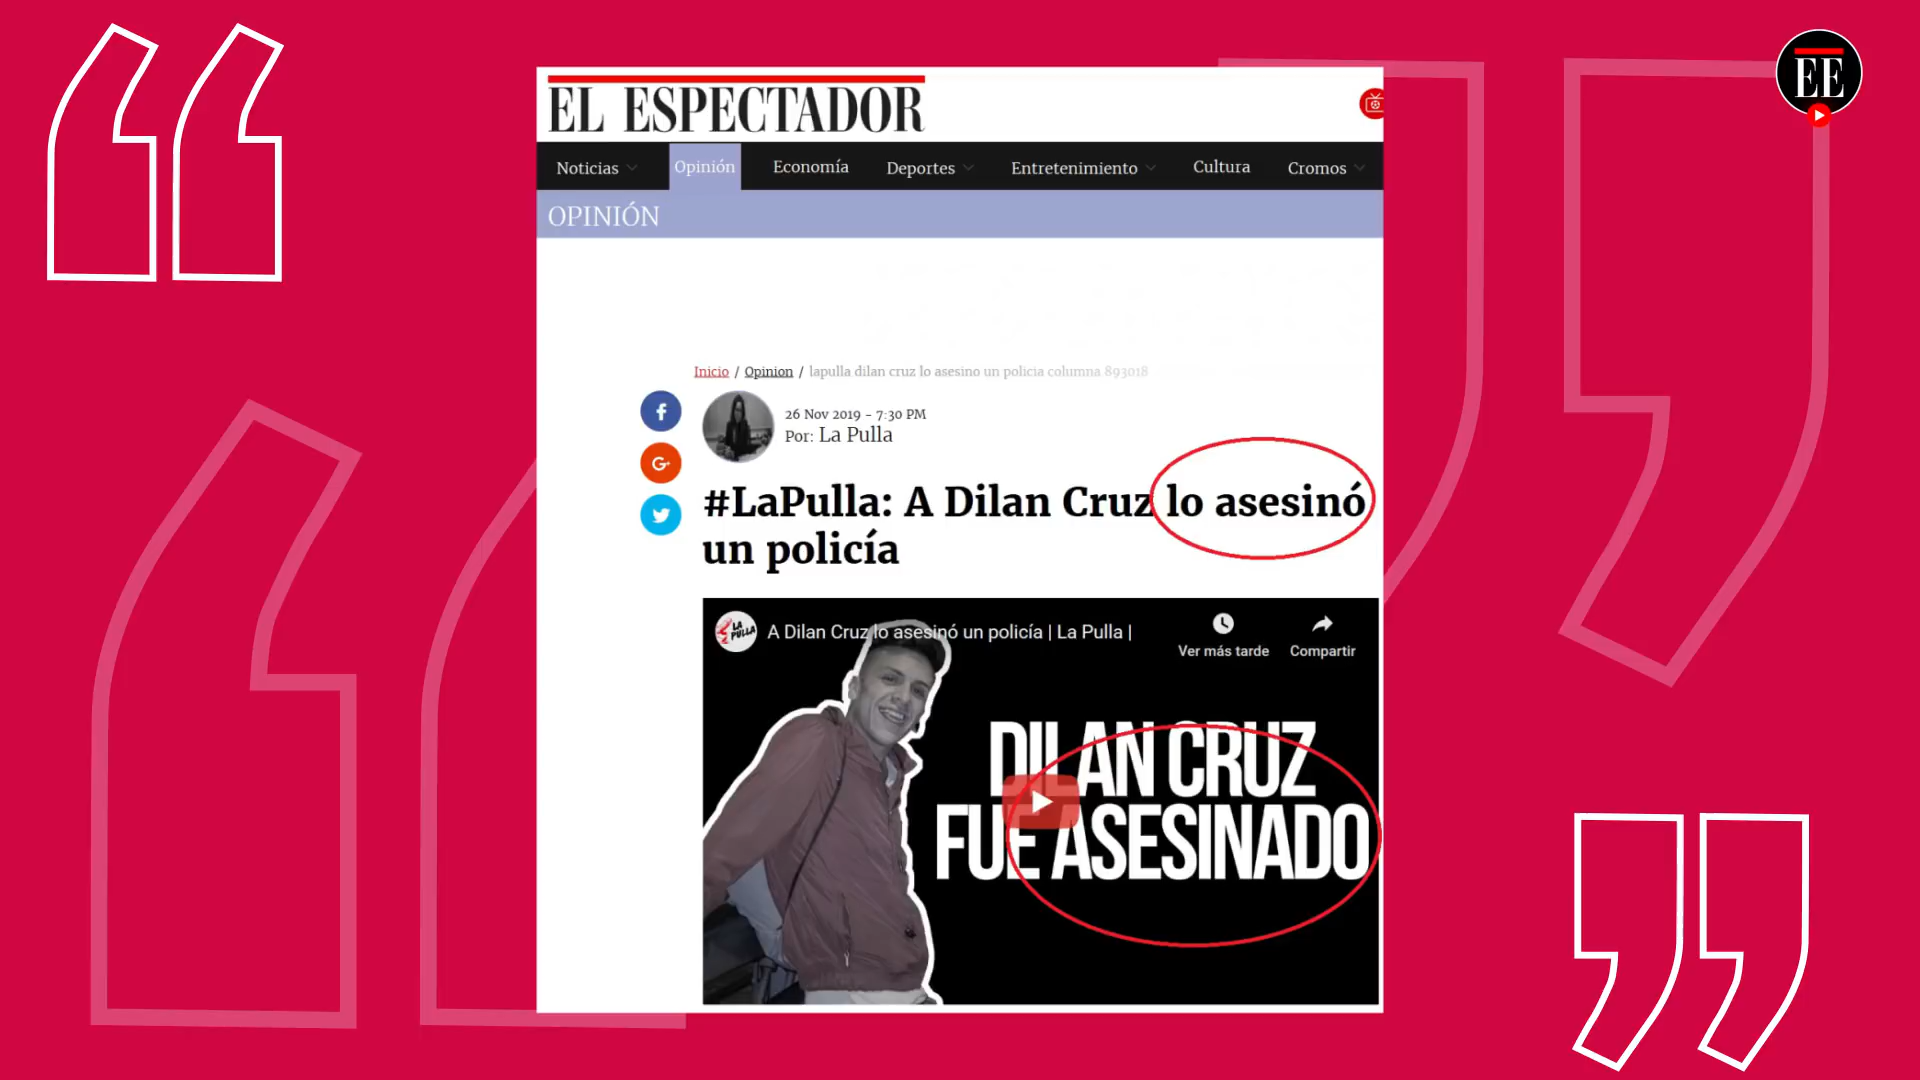 EL ESPECTADOR
EE
Noticias Opinión Economía Deportes Entretenimiento Cultura Cromos
OPINIÓN
Inicio / Opinion / lapulla dilan cruz lo asesino un policia columna 893018
26 Nov 2019 - 7:30 PM
Por: La Pulla
#LaPulla: A Dilan Cruz lo asesinó
un policía
LA
PULLA
A Dilan Cruz lo asesinó un policía | La Pulla |
Ver más tarde
Compartir
DILAN CRUZ
FUE ASESINADO